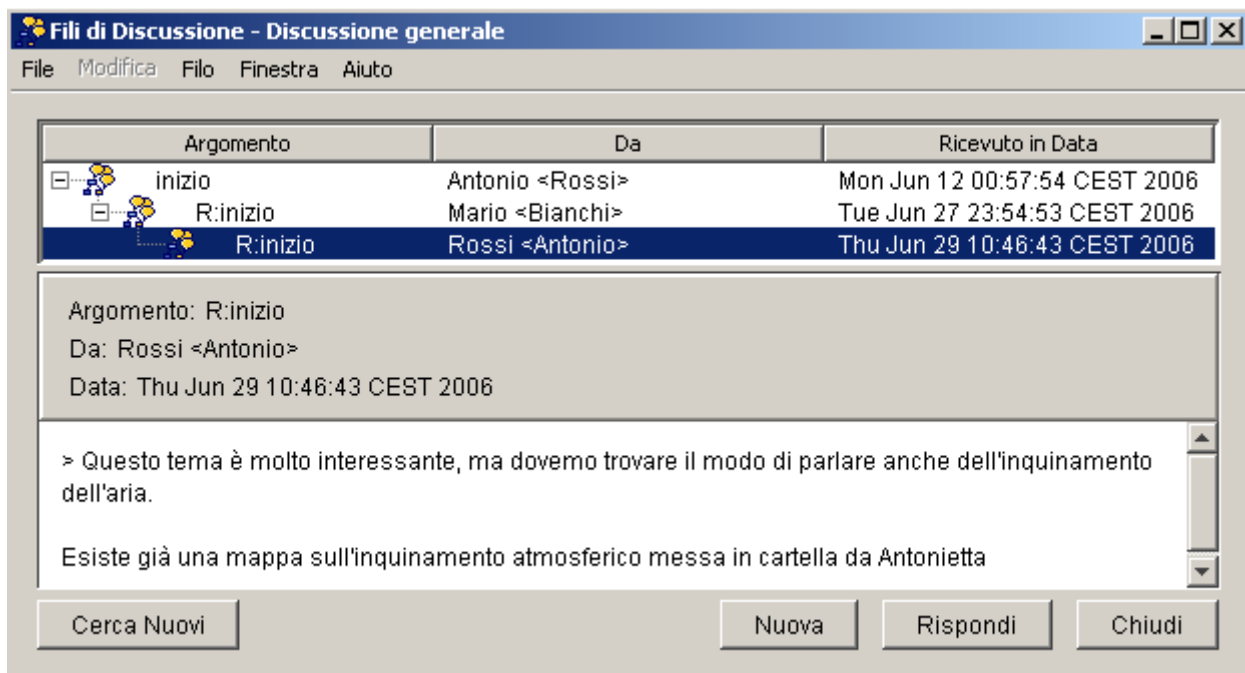 Fili di Discussione - Discussione generale
File Modifica Filo Finestra Aiuto
Argomento Da Ricevuto in Data
inizio Antonio <Rossi> Mon Jun 12 00:57:54 CEST 2006
R:inizio Mario <Bianchi> Tue Jun 27 23:54:53 CEST 2006
R:inizio Rossi <Antonio> Thu Jun 29 10:46:43 CEST 2006
Argomento: R:inizio
Da: Rossi <Antonio>
Data: Thu Jun 29 10:46:43 CEST 2006
> Questo tema è molto interessante, ma dovemo trovare il modo di parlare anche dell'inquinamento
dell'aria.
Esiste già una mappa sull'inquinamento atmosferico messa in cartella da Antonietta
Cerca Nuovi Nuova Rispondi Chiudi